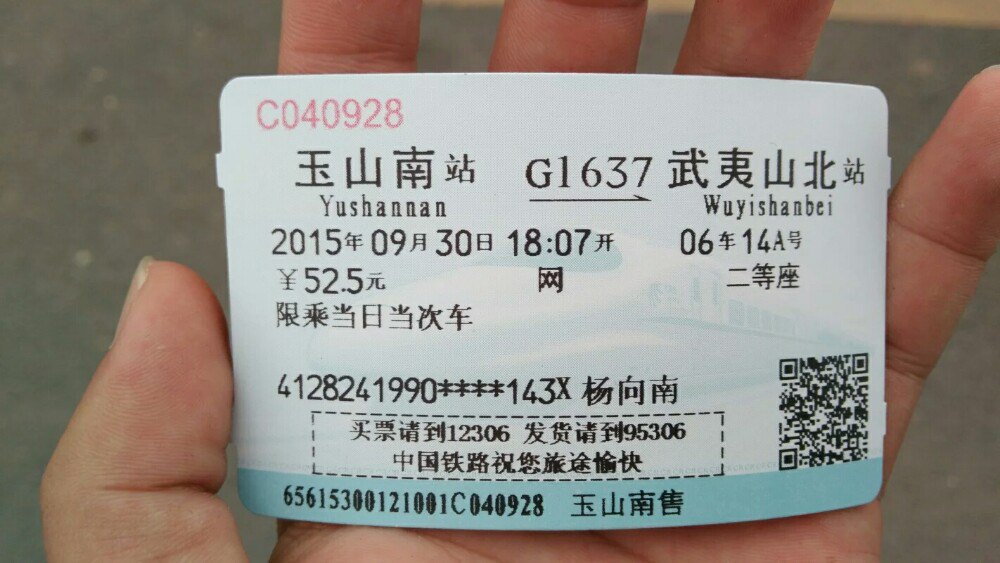 C040928
玉山南站 G1637 武夷山北站
Yushannan Wuyishanbei
2015年09月30日 18:07开 06车14A号
￥52.5元 网 二等座
限乘当日当次车
4128241990****143X 杨向南
买票请到12306 发货请到95306
中国铁路祝您旅途愉快
65615300121001C040928 玉山南售